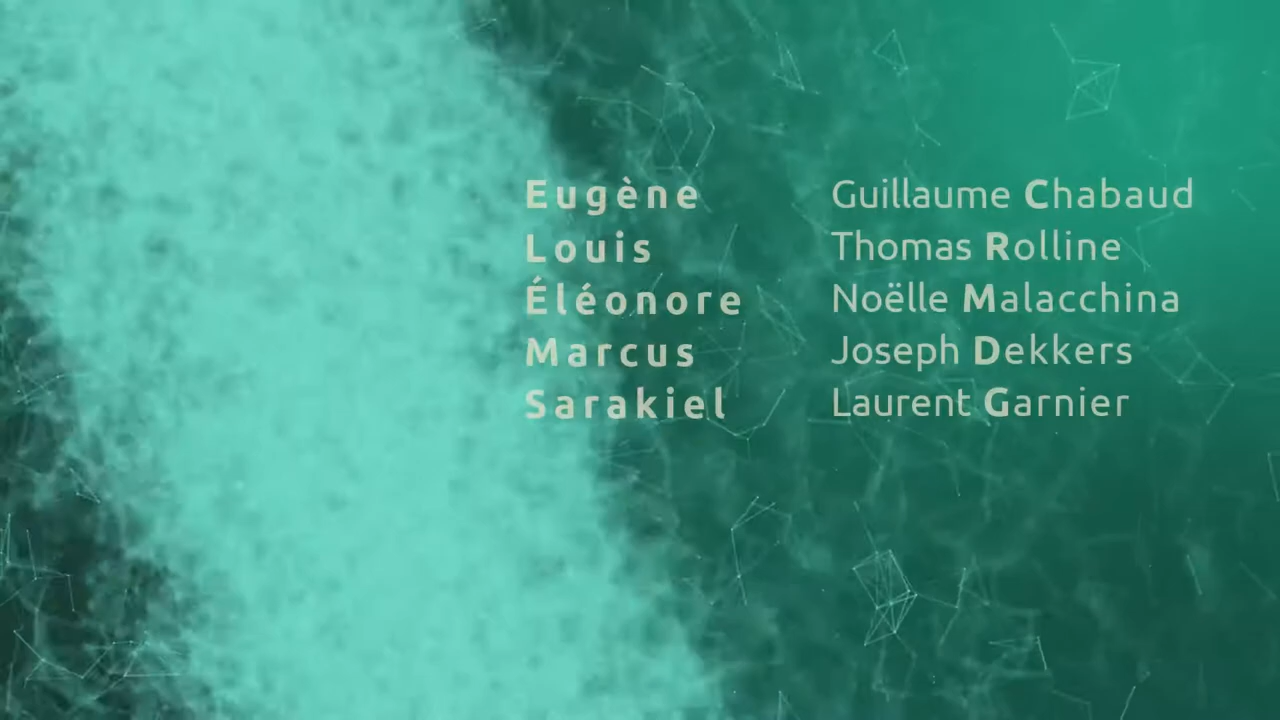 Eugène Guillaume Chabaud
Louis Thomas Rolline
Éléonore Noëlle Malacchina
Marcus Joseph Dekkers
Sarakiel Laurent Garnier